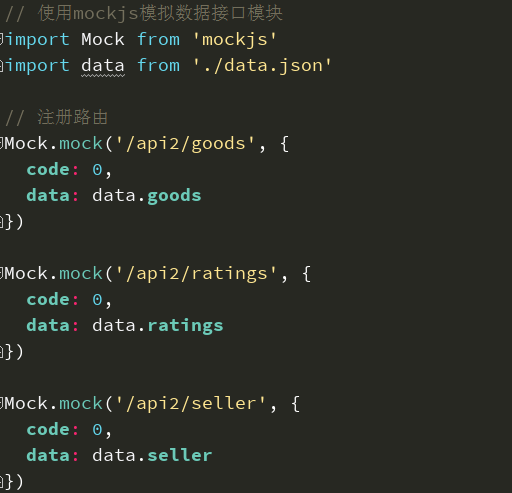 // 使用mockjs模拟数据接口模块
import Mock from 'mockjs'
import data from './data.json'
// 注册路由
Mock.mock('/api2/goods', {
code: 0,
data: data.goods
})
Mock.mock('/api2/ratings', {
code: 0,
data: data.ratings
})
Mock.mock('/api2/seller', {
code: 0,
data: data.seller
})